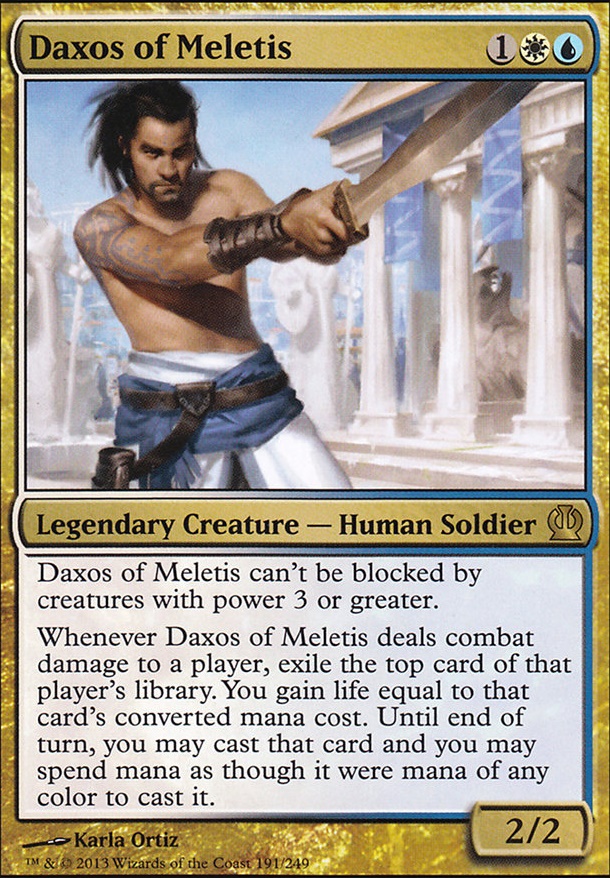 Daxos of Meletis 1
Legendary Creature — Human Soldier
Daxos of Meletis can't be blocked by
creatures with power 3 or greater.
Whenever Daxos of Meletis deals combat
damage to a player, exile the top card of that
player's library. You gain life equal to that
card's converted mana cost. Until end of
turn, you may cast that card and you may
spend mana as though it were mana of any
color to cast it.
2/2
Karla Ortiz
™ & © 2013 Wizards of the Coast 191/249